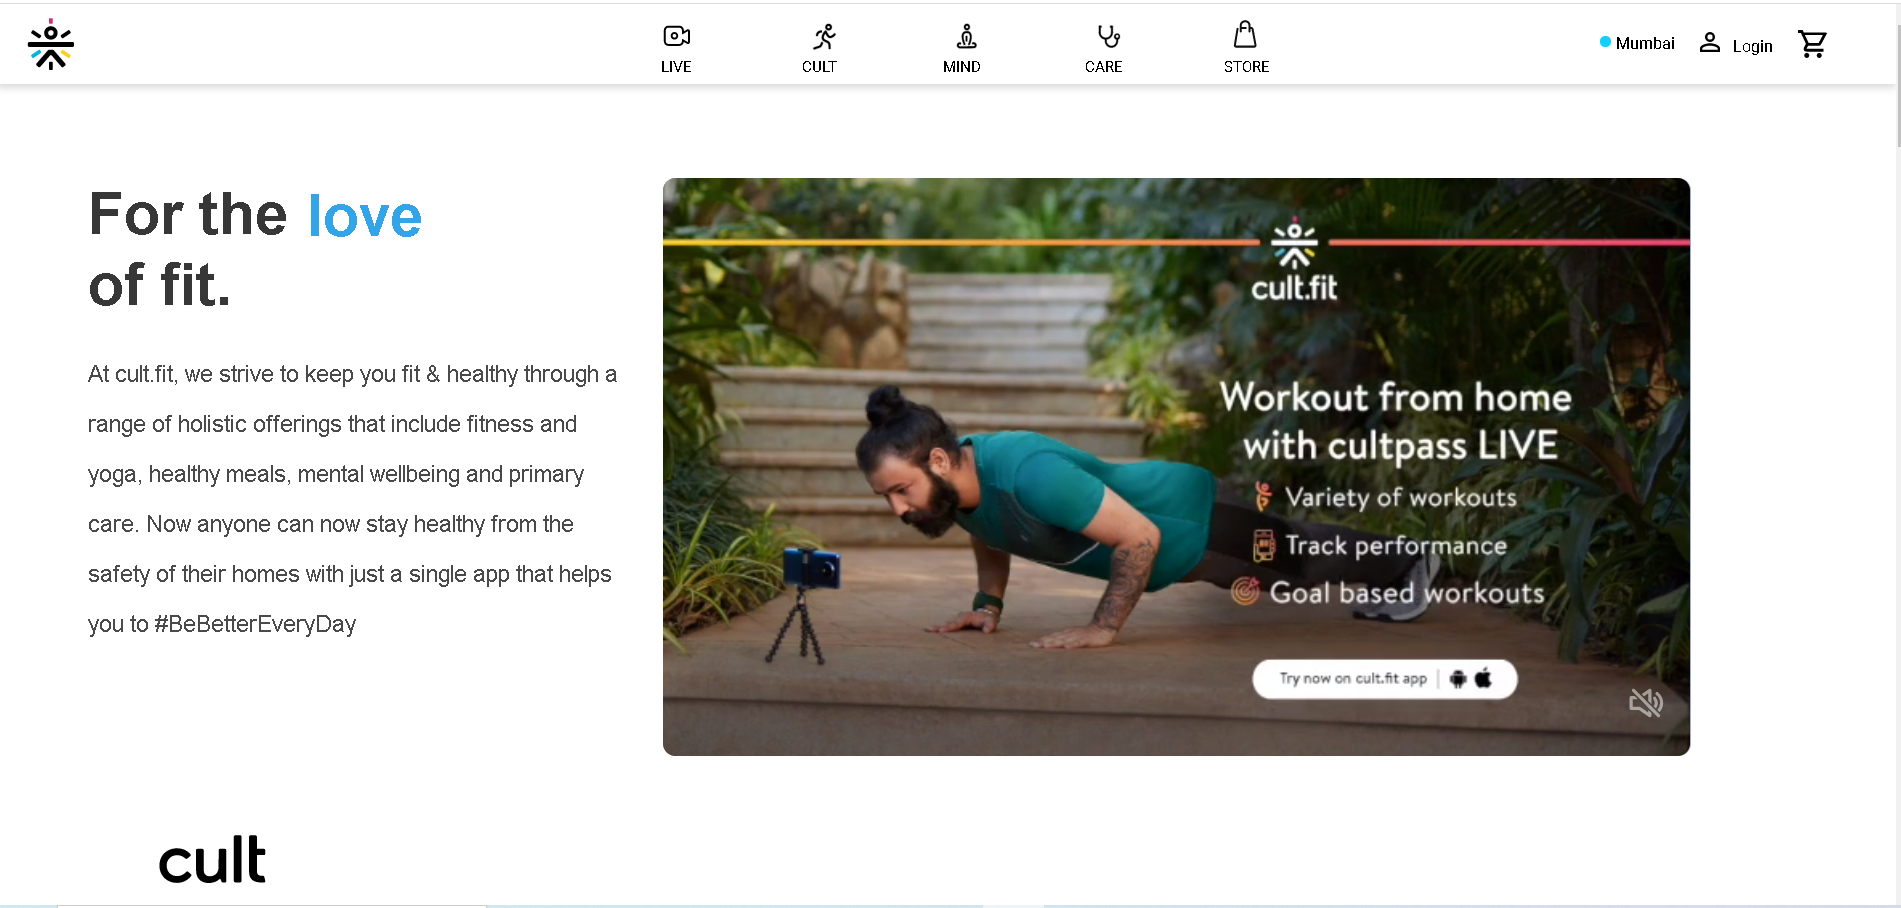 LIVE
CULT
MIND
CARE
STORE
Mumbai
Login
For the love
of fit.
At cult.fit, we strive to keep you fit & healthy through a
range of holistic offerings that include fitness and
yoga, healthy meals, mental wellbeing and primary
care. Now anyone can now stay healthy from the
safety of their homes with just a single app that helps
you to #BeBetterEveryDay
cult.fit
Workout from home
with cultpass LIVE
Variety of workouts
Track performance
Goal based workouts
Try now on cult.fit app
cult